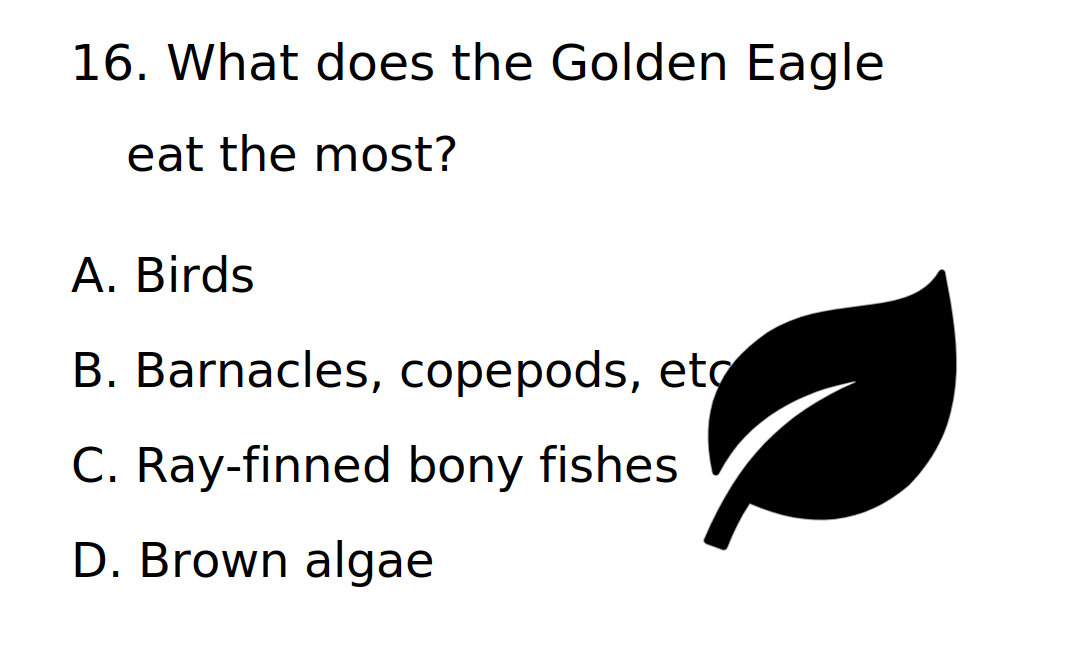 16. What does the Golden Eagle
eat the most?
A. Birds
B. Barnacles, copepods, etc
C. Ray-finned bony fishes
D. Brown algae